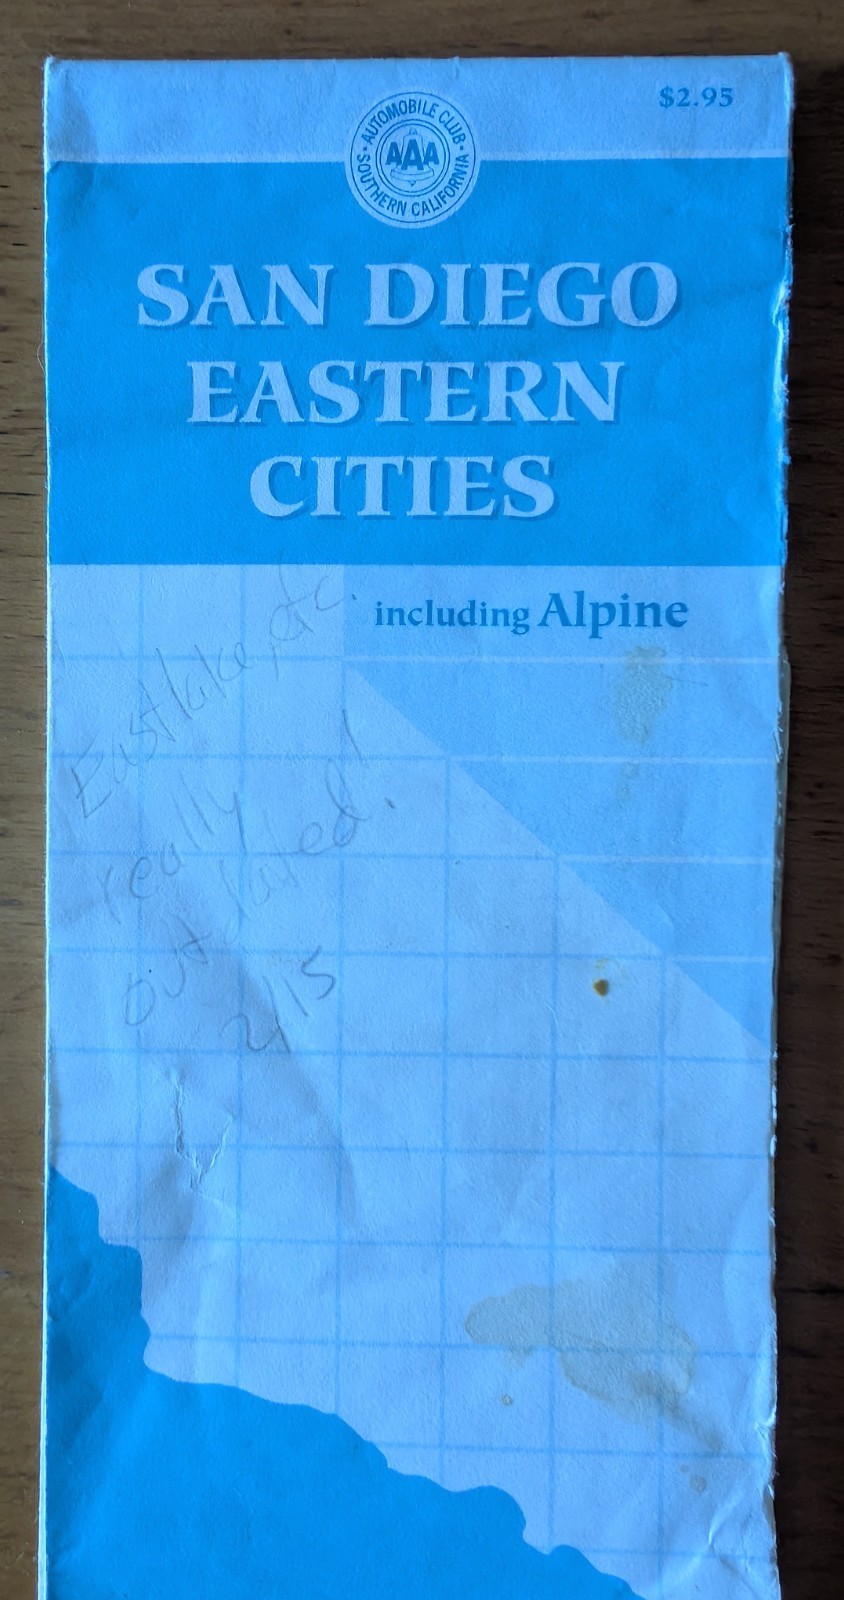 $2.95
AUTOMOBILE CLUB
AAA
SOUTHERN CALIFORNIA
SAN DIEGO
EASTERN
CITIES
including Alpine
Eastlake, etc.
really
outdated!
2/15